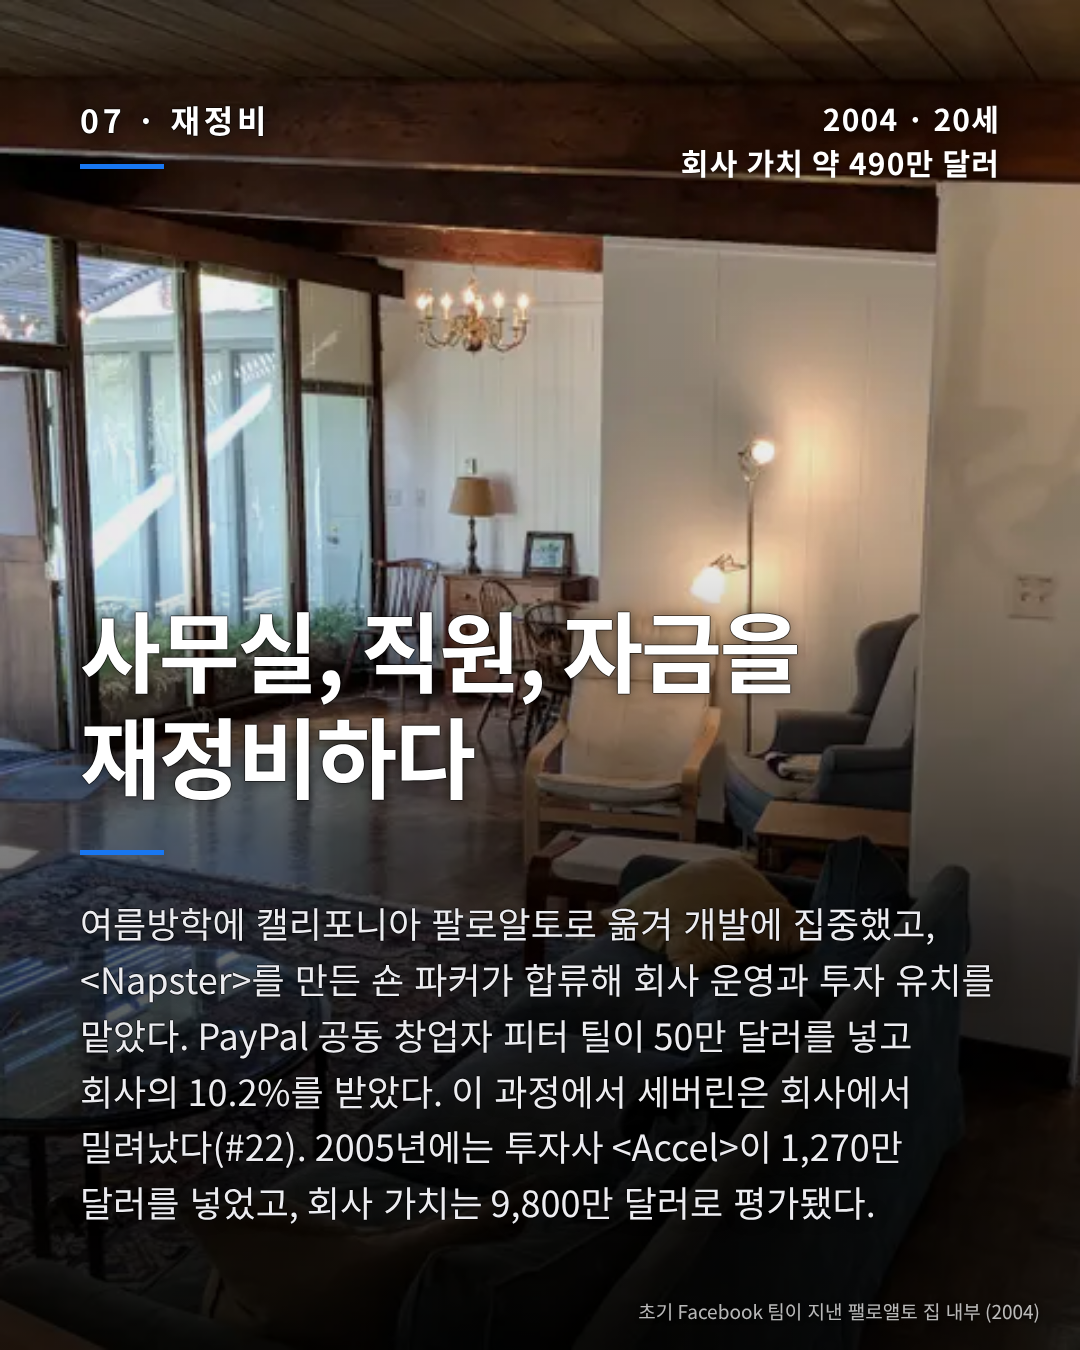 07 · 재정비
2004 · 20세
회사 가치 약 490만 달러
사무실, 직원, 자금을
재정비하다
여름방학에 캘리포니아 팔로알토로 옮겨 개발에 집중했고,
<Napster>를 만든 숀 파커가 합류해 회사 운영과 투자 유치를
맡았다. PayPal 공동 창업자 피터 틸이 50만 달러를 넣고
회사의 10.2%를 받았다. 이 과정에서 세버린은 회사에서
밀려났다(#22). 2005년에는 투자사 <Accel>이 1,270만
달러를 넣었고, 회사 가치는 9,800만 달러로 평가됐다.
초기 Facebook 팀이 지낸 팰로앨토 집 내부 (2004)